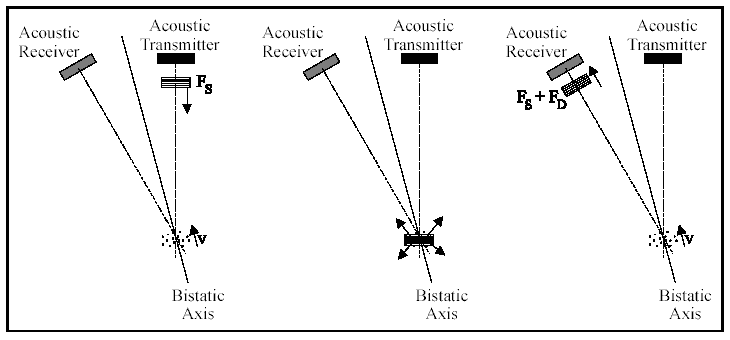 Acoustic
Receiver
Acoustic
Transmitter
FS
v
Bistatic
Axis
Acoustic
Receiver
Acoustic
Transmitter
Bistatic
Axis
Acoustic
Receiver
Acoustic
Transmitter
FS + FD
v
Bistatic
Axis